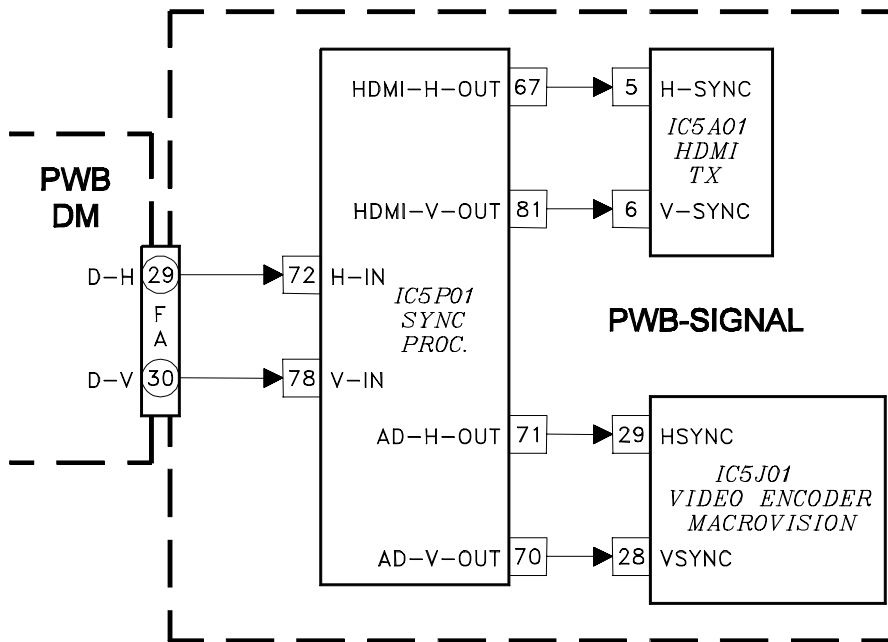 HDMI-H-OUT 67 5 H-SYNC
IC5A01
HDMI
TX
HDMI-V-OUT 81 6 V-SYNC
PWB
DM
D-H 29 72 H-IN
F
A
IC5P01
SYNC
PROC.
PWB-SIGNAL
D-V 30 78 V-IN
AD-H-OUT 71 29 HSYNC
IC5J01
VIDEO ENCODER
MACROVISION
AD-V-OUT 70 28 VSYNC